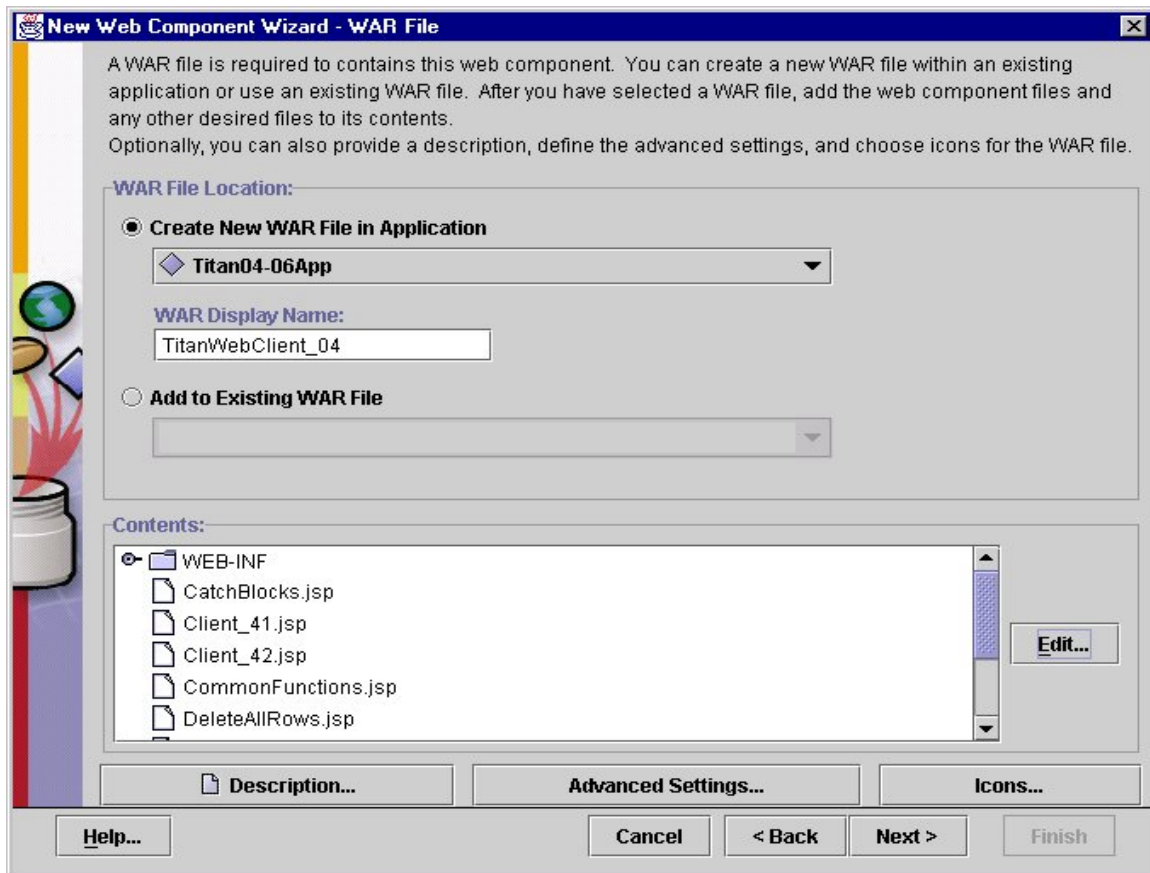 New Web Component Wizard - WAR File
A WAR file is required to contains this web component. You can create a new WAR file within an existing
application or use an existing WAR file. After you have selected a WAR file, add the web component files and
any other desired files to its contents.
Optionally, you can also provide a description, define the advanced settings, and choose icons for the WAR file.
WAR File Location:
Create New WAR File in Application
Titan04-06App
WAR Display Name:
TitanWebClient_04
Add to Existing WAR File
Contents:
WEB-INF
CatchBlocks.jsp
Client_41.jsp
Client_42.jsp
CommonFunctions.jsp
DeleteAllRows.jsp
Edit...
Description... Advanced Settings... Icons...
Help... Cancel < Back Next > Finish